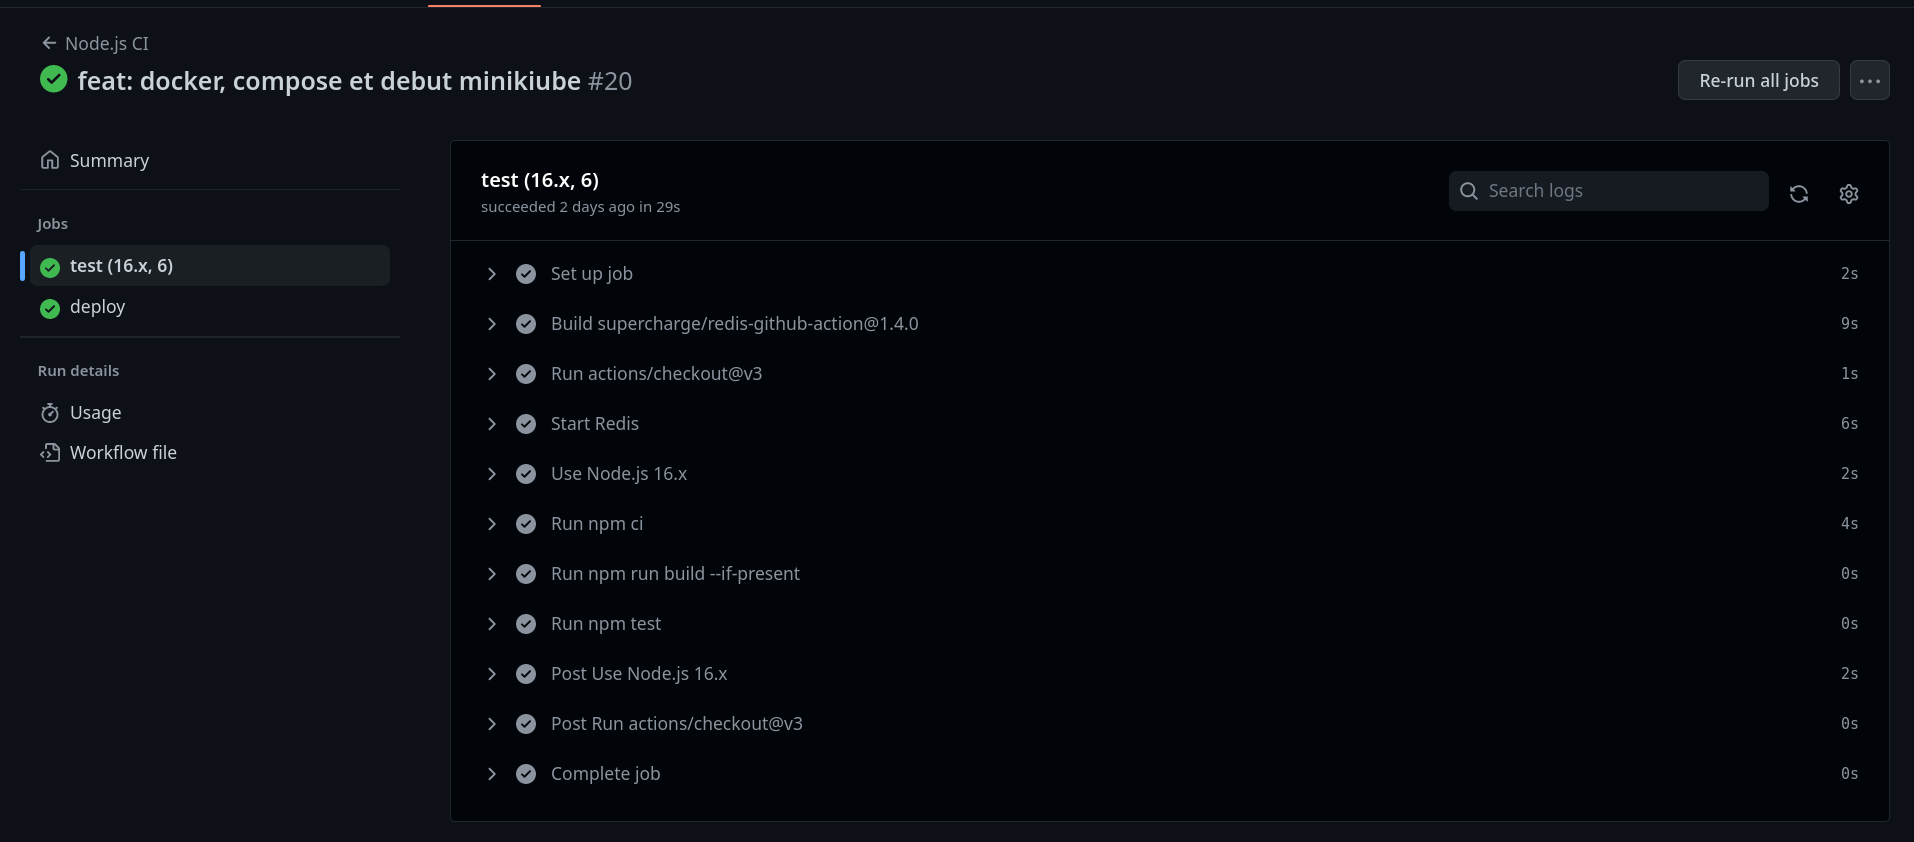 Node.js CI
feat: docker, compose et debut minikiube #20
Re-run all jobs
Summary
Jobs
test (16.x, 6)
deploy
Run details
Usage
Workflow file
test (16.x, 6)
succeeded 2 days ago in 29s
Search logs
Set up job 2s
Build supercharge/redis-github-action@1.4.0 9s
Run actions/checkout@v3 1s
Start Redis 6s
Use Node.js 16.x 2s
Run npm ci 4s
Run npm run build --if-present 0s
Run npm test 0s
Post Use Node.js 16.x 2s
Post Run actions/checkout@v3 0s
Complete job 0s